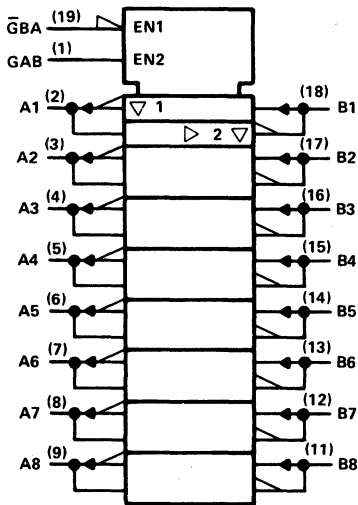 G̅BA (19) EN1
GAB (1) EN2
A1 (2) 1 (18) B1
2
A2 (3) (17) B2
A3 (4) (16) B3
A4 (5) (15) B4
A5 (6) (14) B5
A6 (7) (13) B6
A7 (8) (12) B7
A8 (9) (11) B8